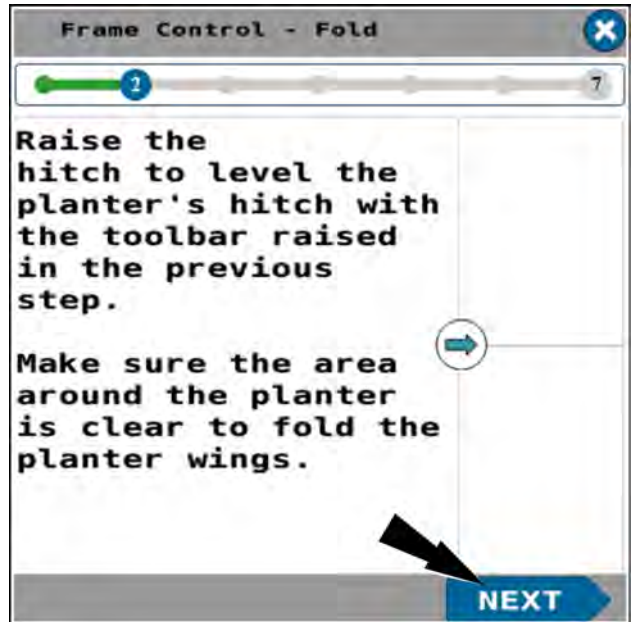 Frame Control - Fold
2
7
Raise the
hitch to level the
planter's hitch with
the toolbar raised
in the previous
step.
Make sure the area
around the planter
is clear to fold the
planter wings.
NEXT